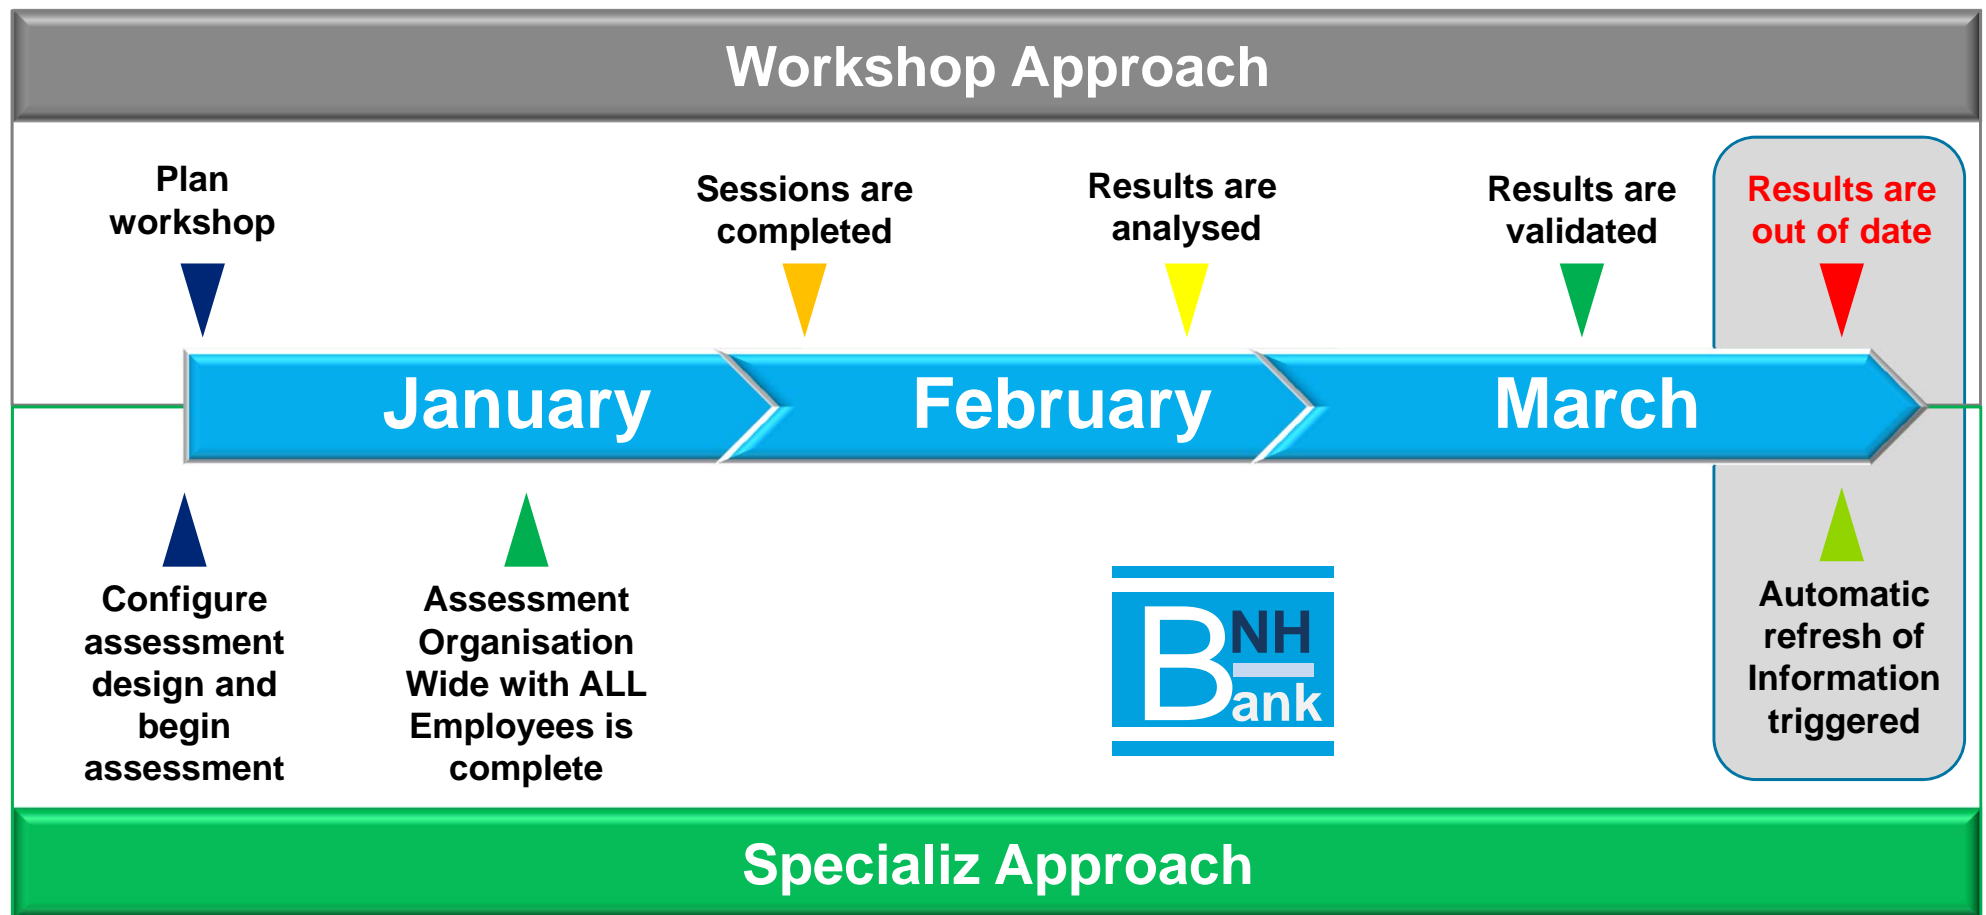 Workshop Approach
Plan
workshop
Sessions are
completed
Results are
analysed
Results are
validated
Results are
out of date
January
February
March
Configure
assessment
design and
begin
assessment
Assessment
Organisation
Wide with ALL
Employees is
complete
BNH
Bank
Automatic
refresh of
Information
triggered
Specializ Approach